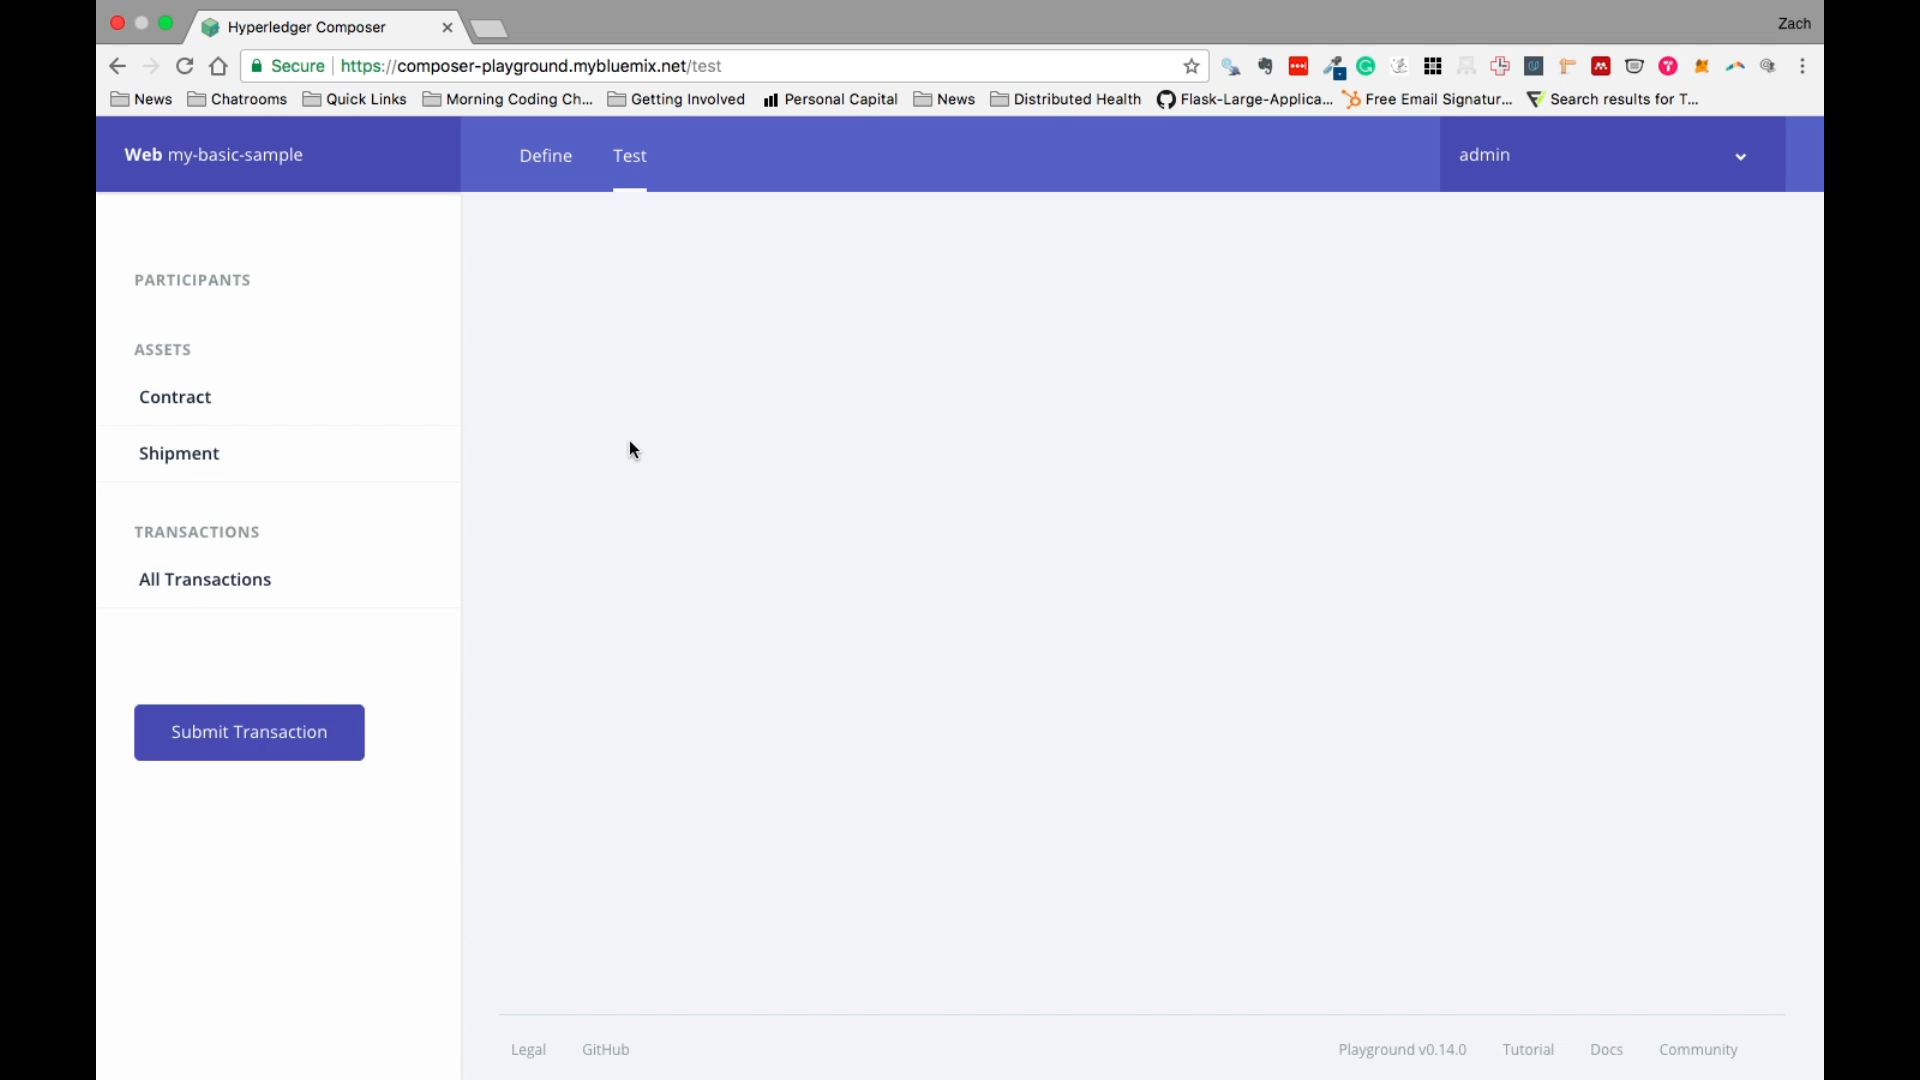 Hyperledger Composer
Zach
Secure https://composer-playground.mybluemix.net/test
News Chatrooms Quick Links Morning Coding Ch... Getting Involved Personal Capital News Distributed Health Flask-Large-Applica... Free Email Signatur... Search results for T...
Web my-basic-sample Define Test admin
PARTICIPANTS
ASSETS
Contract
Shipment
TRANSACTIONS
All Transactions
Submit Transaction
Legal GitHub Playground v0.14.0 Tutorial Docs Community